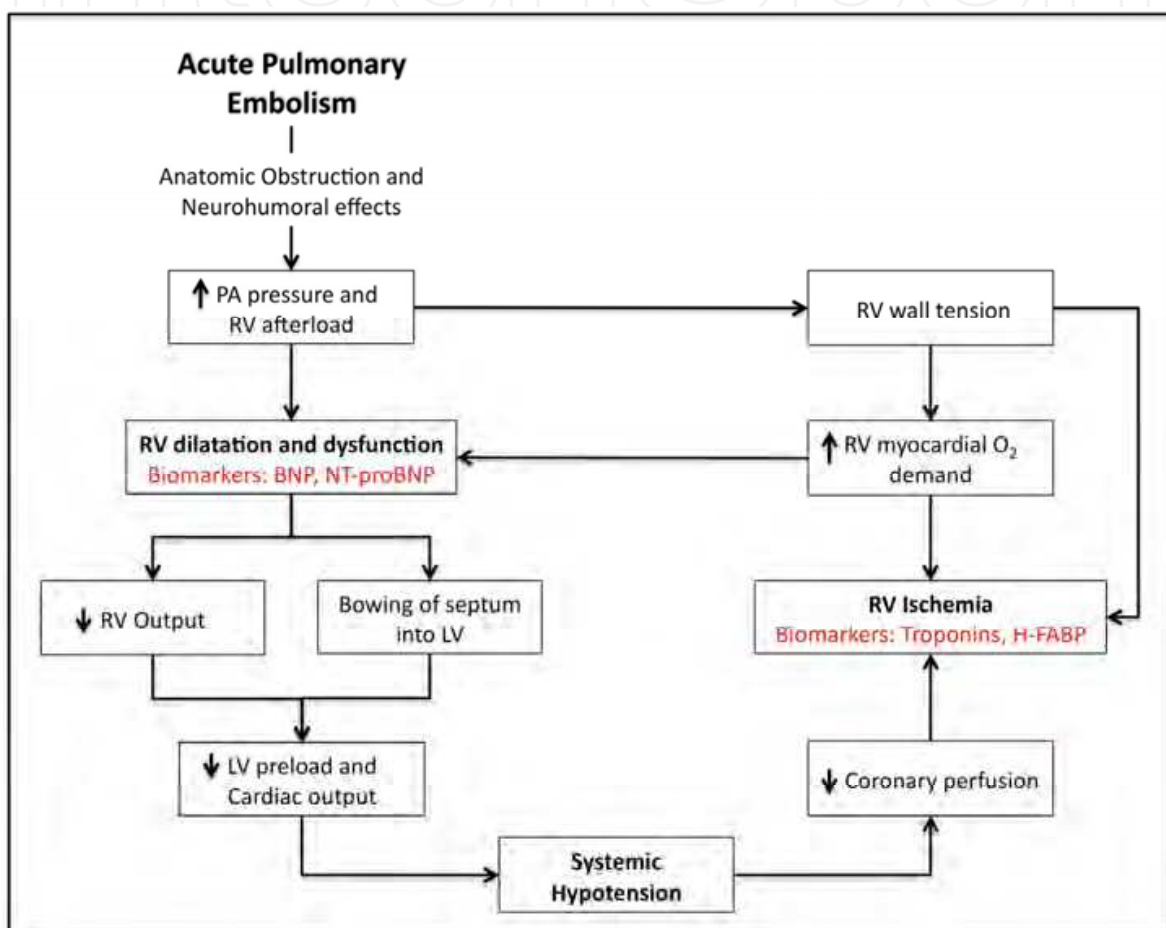 Acute Pulmonary
Embolism
Anatomic Obstruction and
Neurohumoral effects
↑ PA pressure and
RV afterload
RV wall tension
RV dilatation and dysfunction
Biomarkers: BNP, NT-proBNP
↑ RV myocardial O₂
demand
↓ RV Output
Bowing of septum
into LV
RV Ischemia
Biomarkers: Troponins, H-FABP
↓ LV preload and
Cardiac output
↓ Coronary perfusion
Systemic
Hypotension